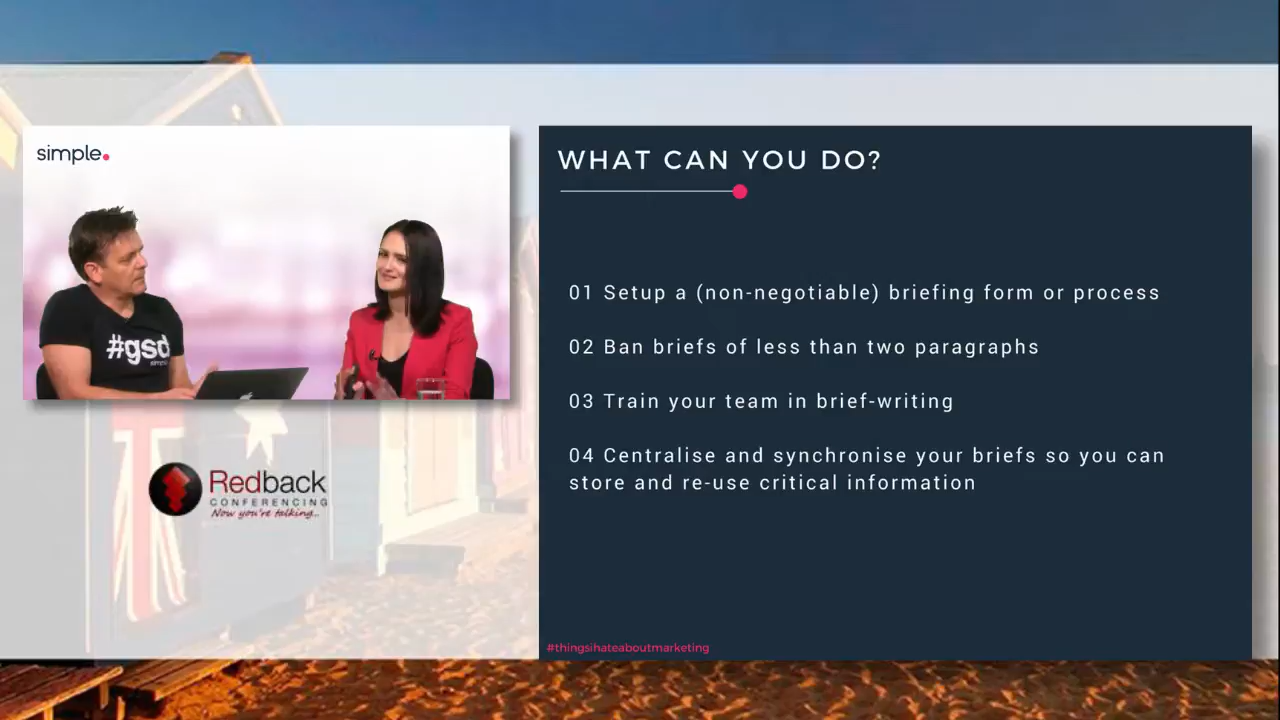 simple.
#gsd
simple
Redback
CONFERENCING
Now you're talking...
WHAT CAN YOU DO?
01 Setup a (non-negotiable) briefing form or process
02 Ban briefs of less than two paragraphs
03 Train your team in brief-writing
04 Centralise and synchronise your briefs so you can
store and re-use critical information
#thingsihateaboutmarketing